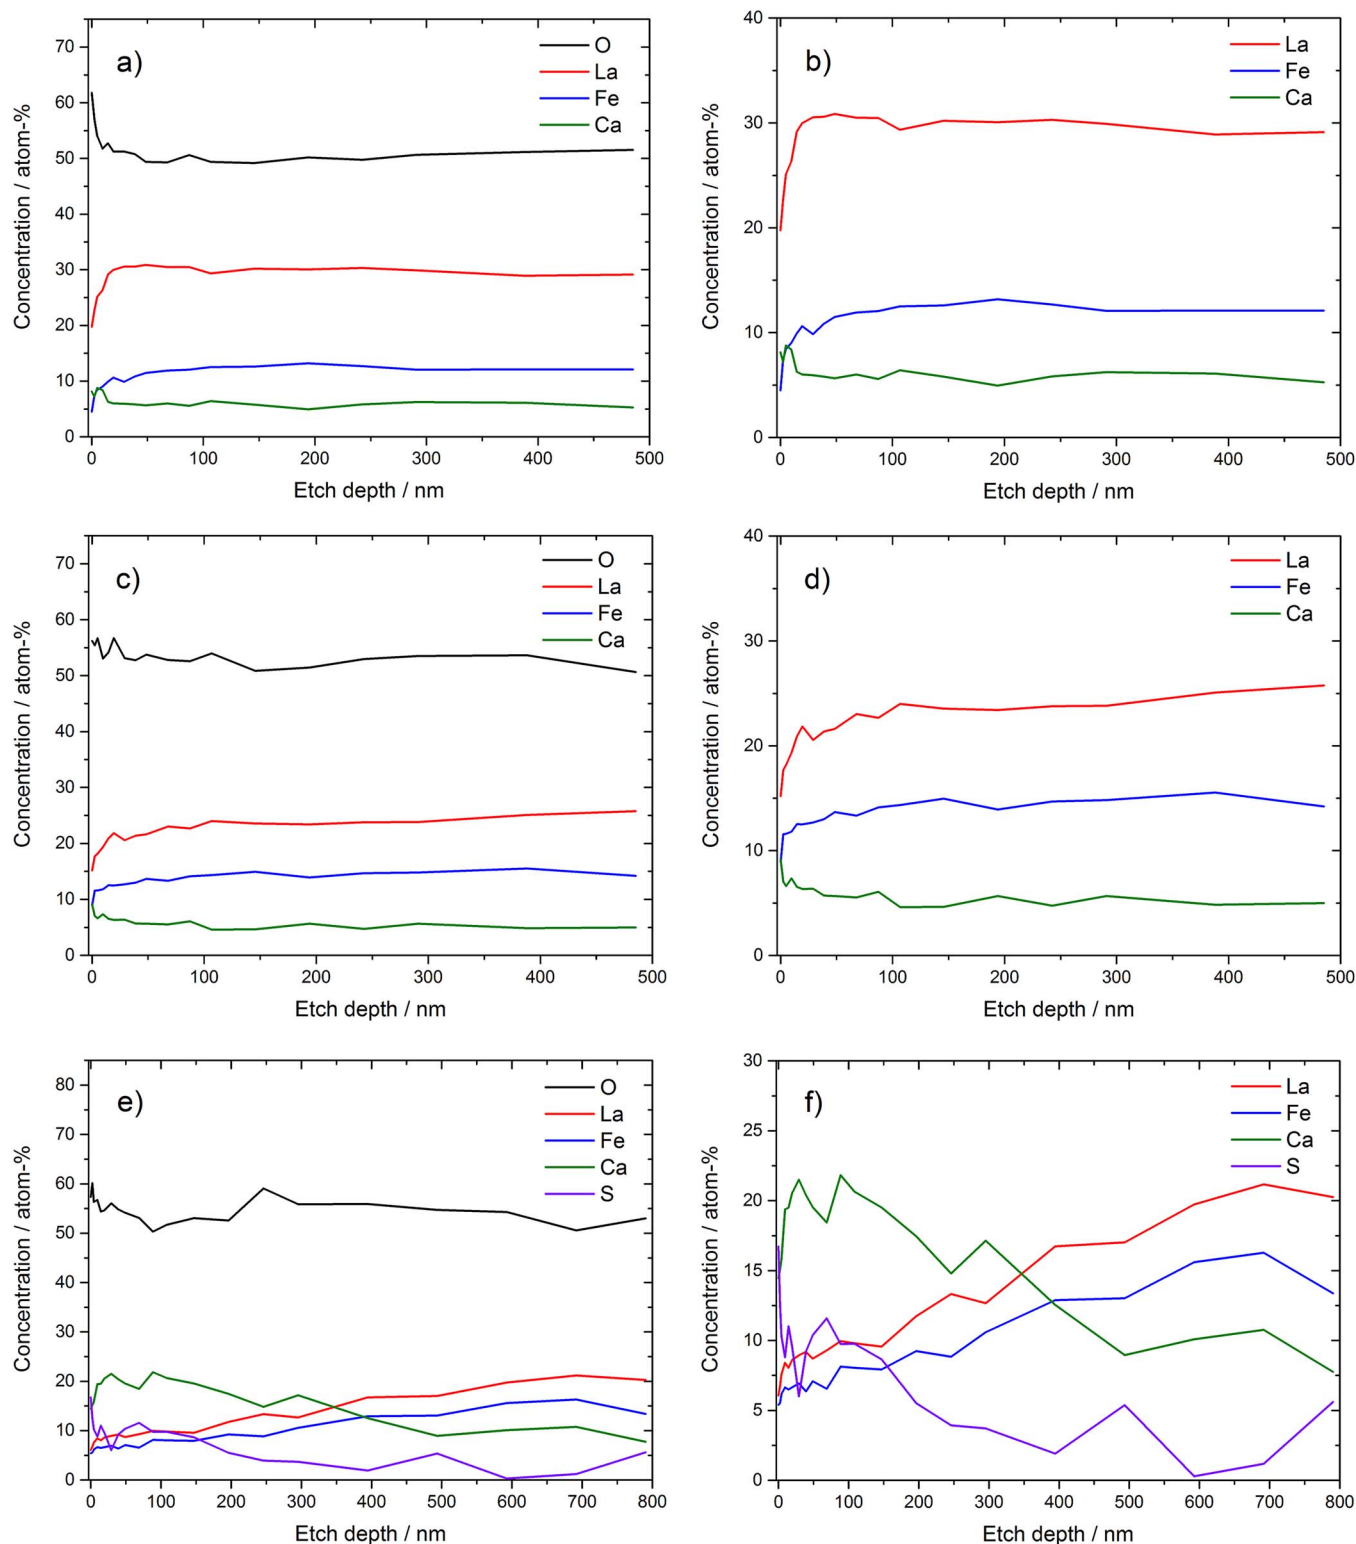 a)
O
La
Fe
Ca
Concentration / atom-%
70
60
50
40
30
20
10
0
0 100 200 300 400 500
Etch depth / nm
b)
La
Fe
Ca
Concentration / atom-%
40
30
20
10
0
0 100 200 300 400 500
Etch depth / nm
c)
O
La
Fe
Ca
Concentration / atom-%
70
60
50
40
30
20
10
0
0 100 200 300 400 500
Etch depth / nm
d)
La
Fe
Ca
Concentration / atom-%
40
30
20
10
0
0 100 200 300 400 500
Etch depth / nm
e)
O
La
Fe
Ca
S
Concentration / atom-%
80
70
60
50
40
30
20
10
0
0 100 200 300 400 500 600 700 800
Etch depth / nm
f)
La
Fe
Ca
S
Concentration / atom-%
30
25
20
15
10
5
0
0 100 200 300 400 500 600 700 800
Etch depth / nm